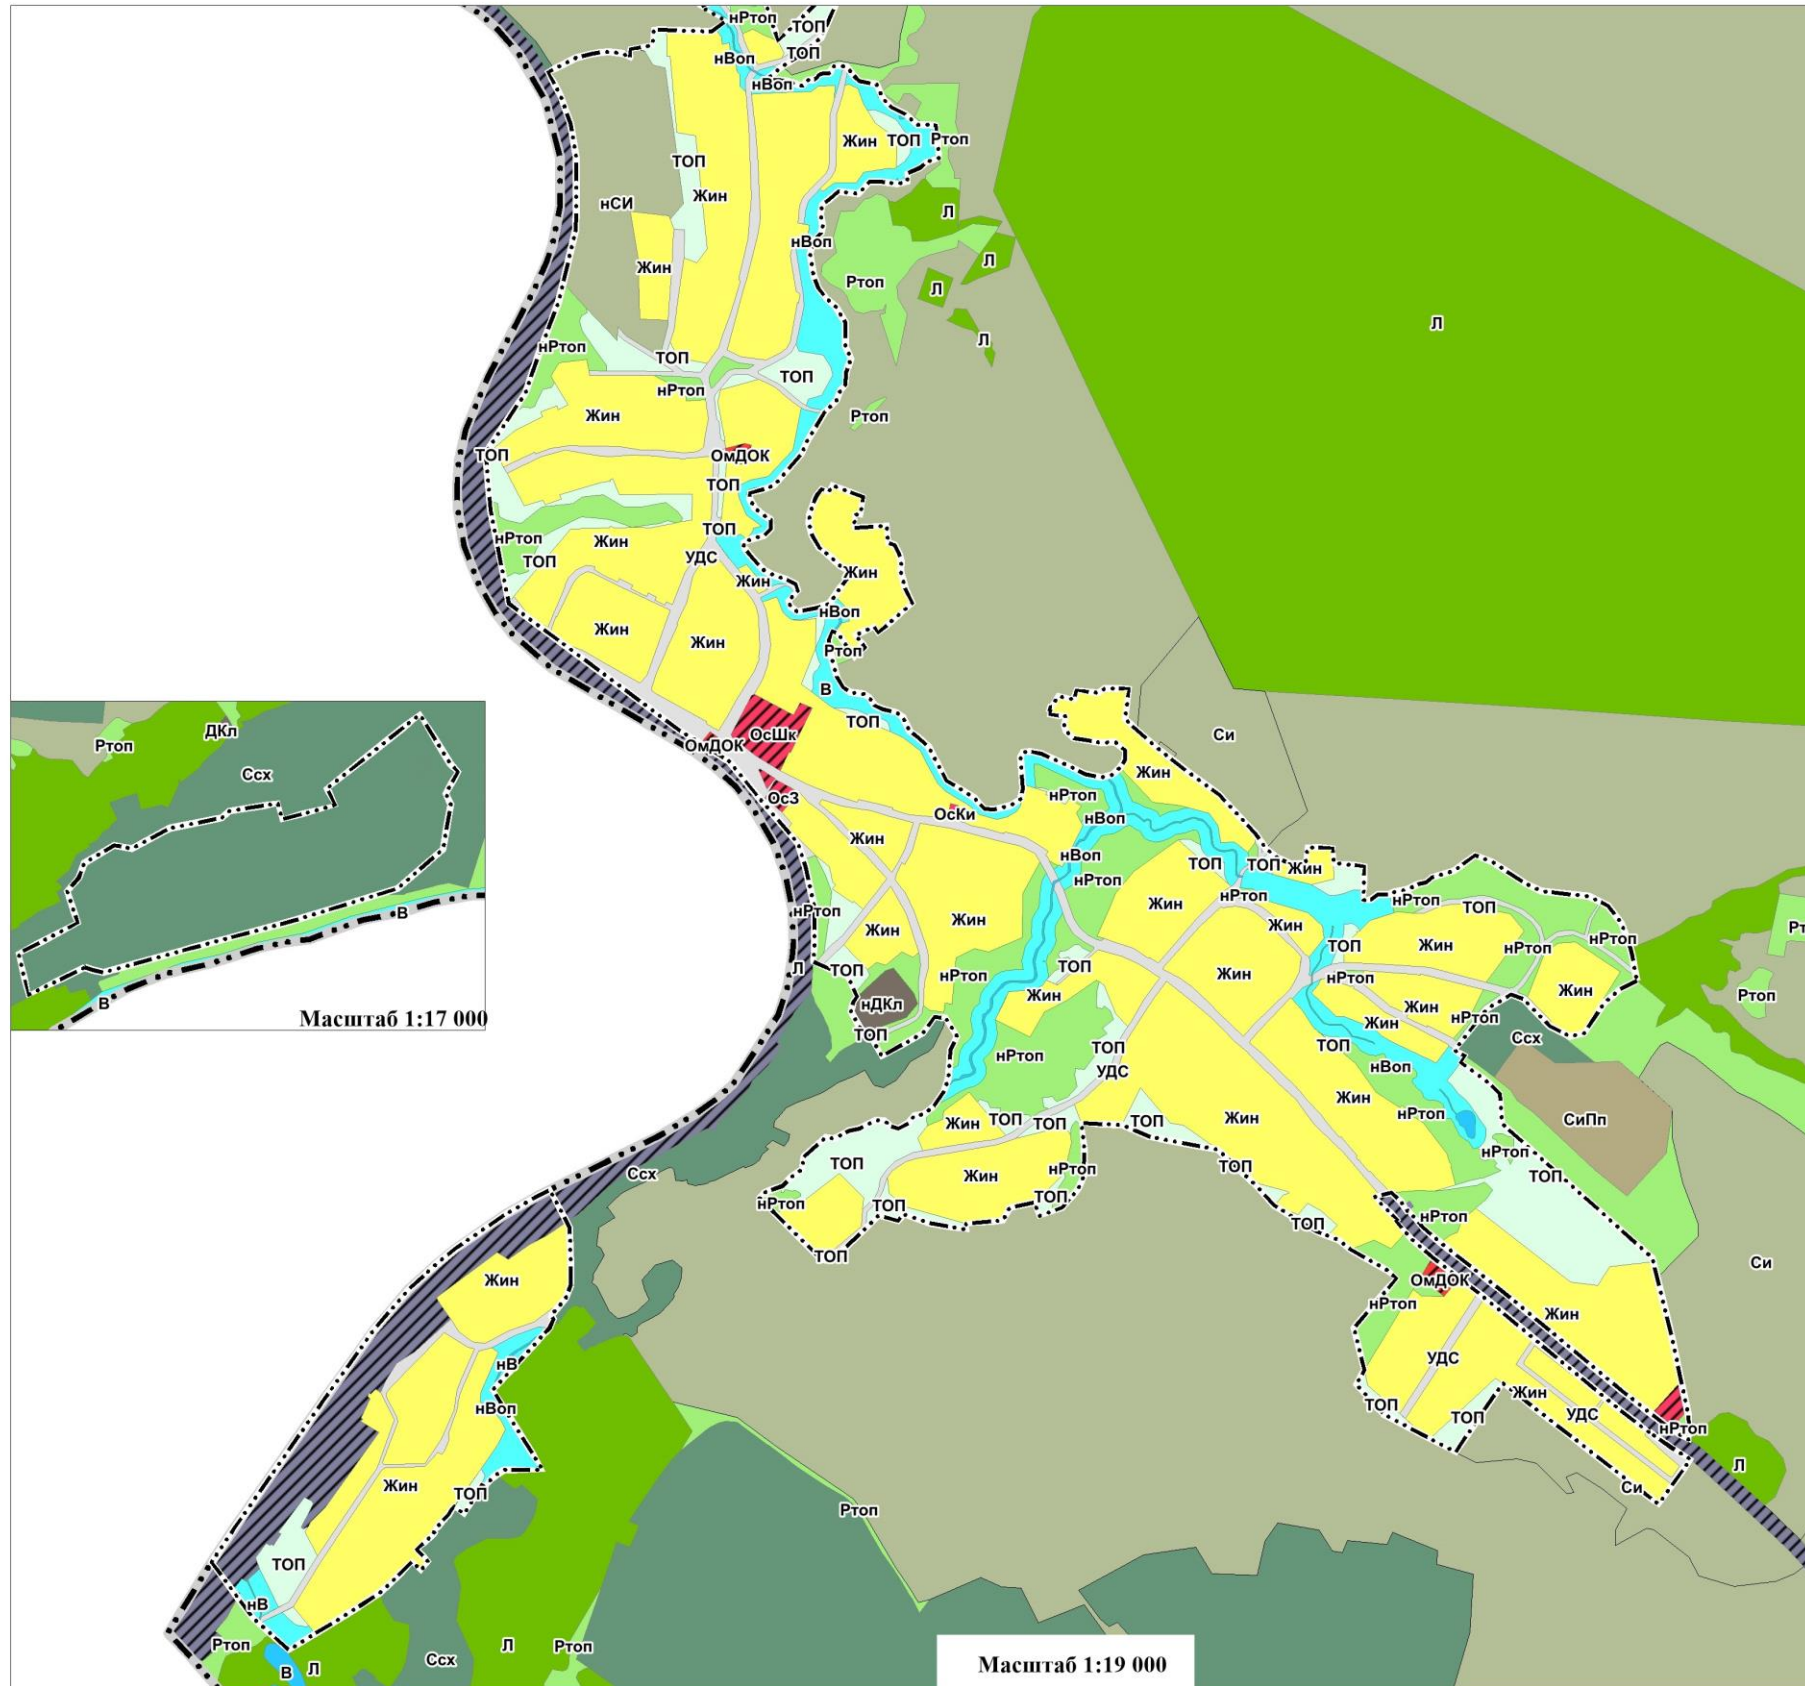 нРтоп
ТОП
нВоп
ТОП
нВоп
Жин
ТОП
Ртоп
ТОП
Жин
нСИ
Л
нВоп
Жин
Л
Ртоп
Л
Л
Л
нРтоп
ТОП
ТОП
нРтоп
Жин
Ртоп
ТОП
ОмДОК
ТОП
ТОП
нРтоп
Жин
ТОП
УДС
Жин
Жин
нВоп
Жин
Жин
Ртоп
В
ТОП
ОсШк
ОмДОК
Си
Ртоп
ДКл
Ссх
Жин
ОсЗ
нРтоп
ОсКи
нВоп
Жин
нВоп
ТОП
ТОП
Жин
нРтоп
нРтоп
нРтоп
ТОП
Жин
нРтоп
Жин
Жин
В
Жин
ТОП
Жин
нРтоп
нРтоп
Рт
Л
ТОП
нРтоп
ТОП
Жин
нРтоп
Жин
Ртоп
нДКл
Жин
Жин
В
Масштаб 1:17 000
нРтоп
Жин
ТОП
ТОП
ТОП
Ссх
нРтоп
УДС
нВоп
Жин
нРтоп
Жин
ТОП
ТОП
ТОП
Жин
СиПп
нРтоп
ТОП
нРтоп
ТОП
Ссх
Жин
ТОП
нРтоп
ТОП
ТОП
нРтоп
ТОП
ТОП
Си
Жин
ОмДОК
нРтоп
Жин
нВ
УДС
Жин
нВоп
ТОП
ТОП
УДС
нРтоп
Л
Жин
ТОП
Си
Ртоп
ТОП
нВ
Ртоп
Л
Ртоп
Ссх
В
Л
Масштаб 1:19 000